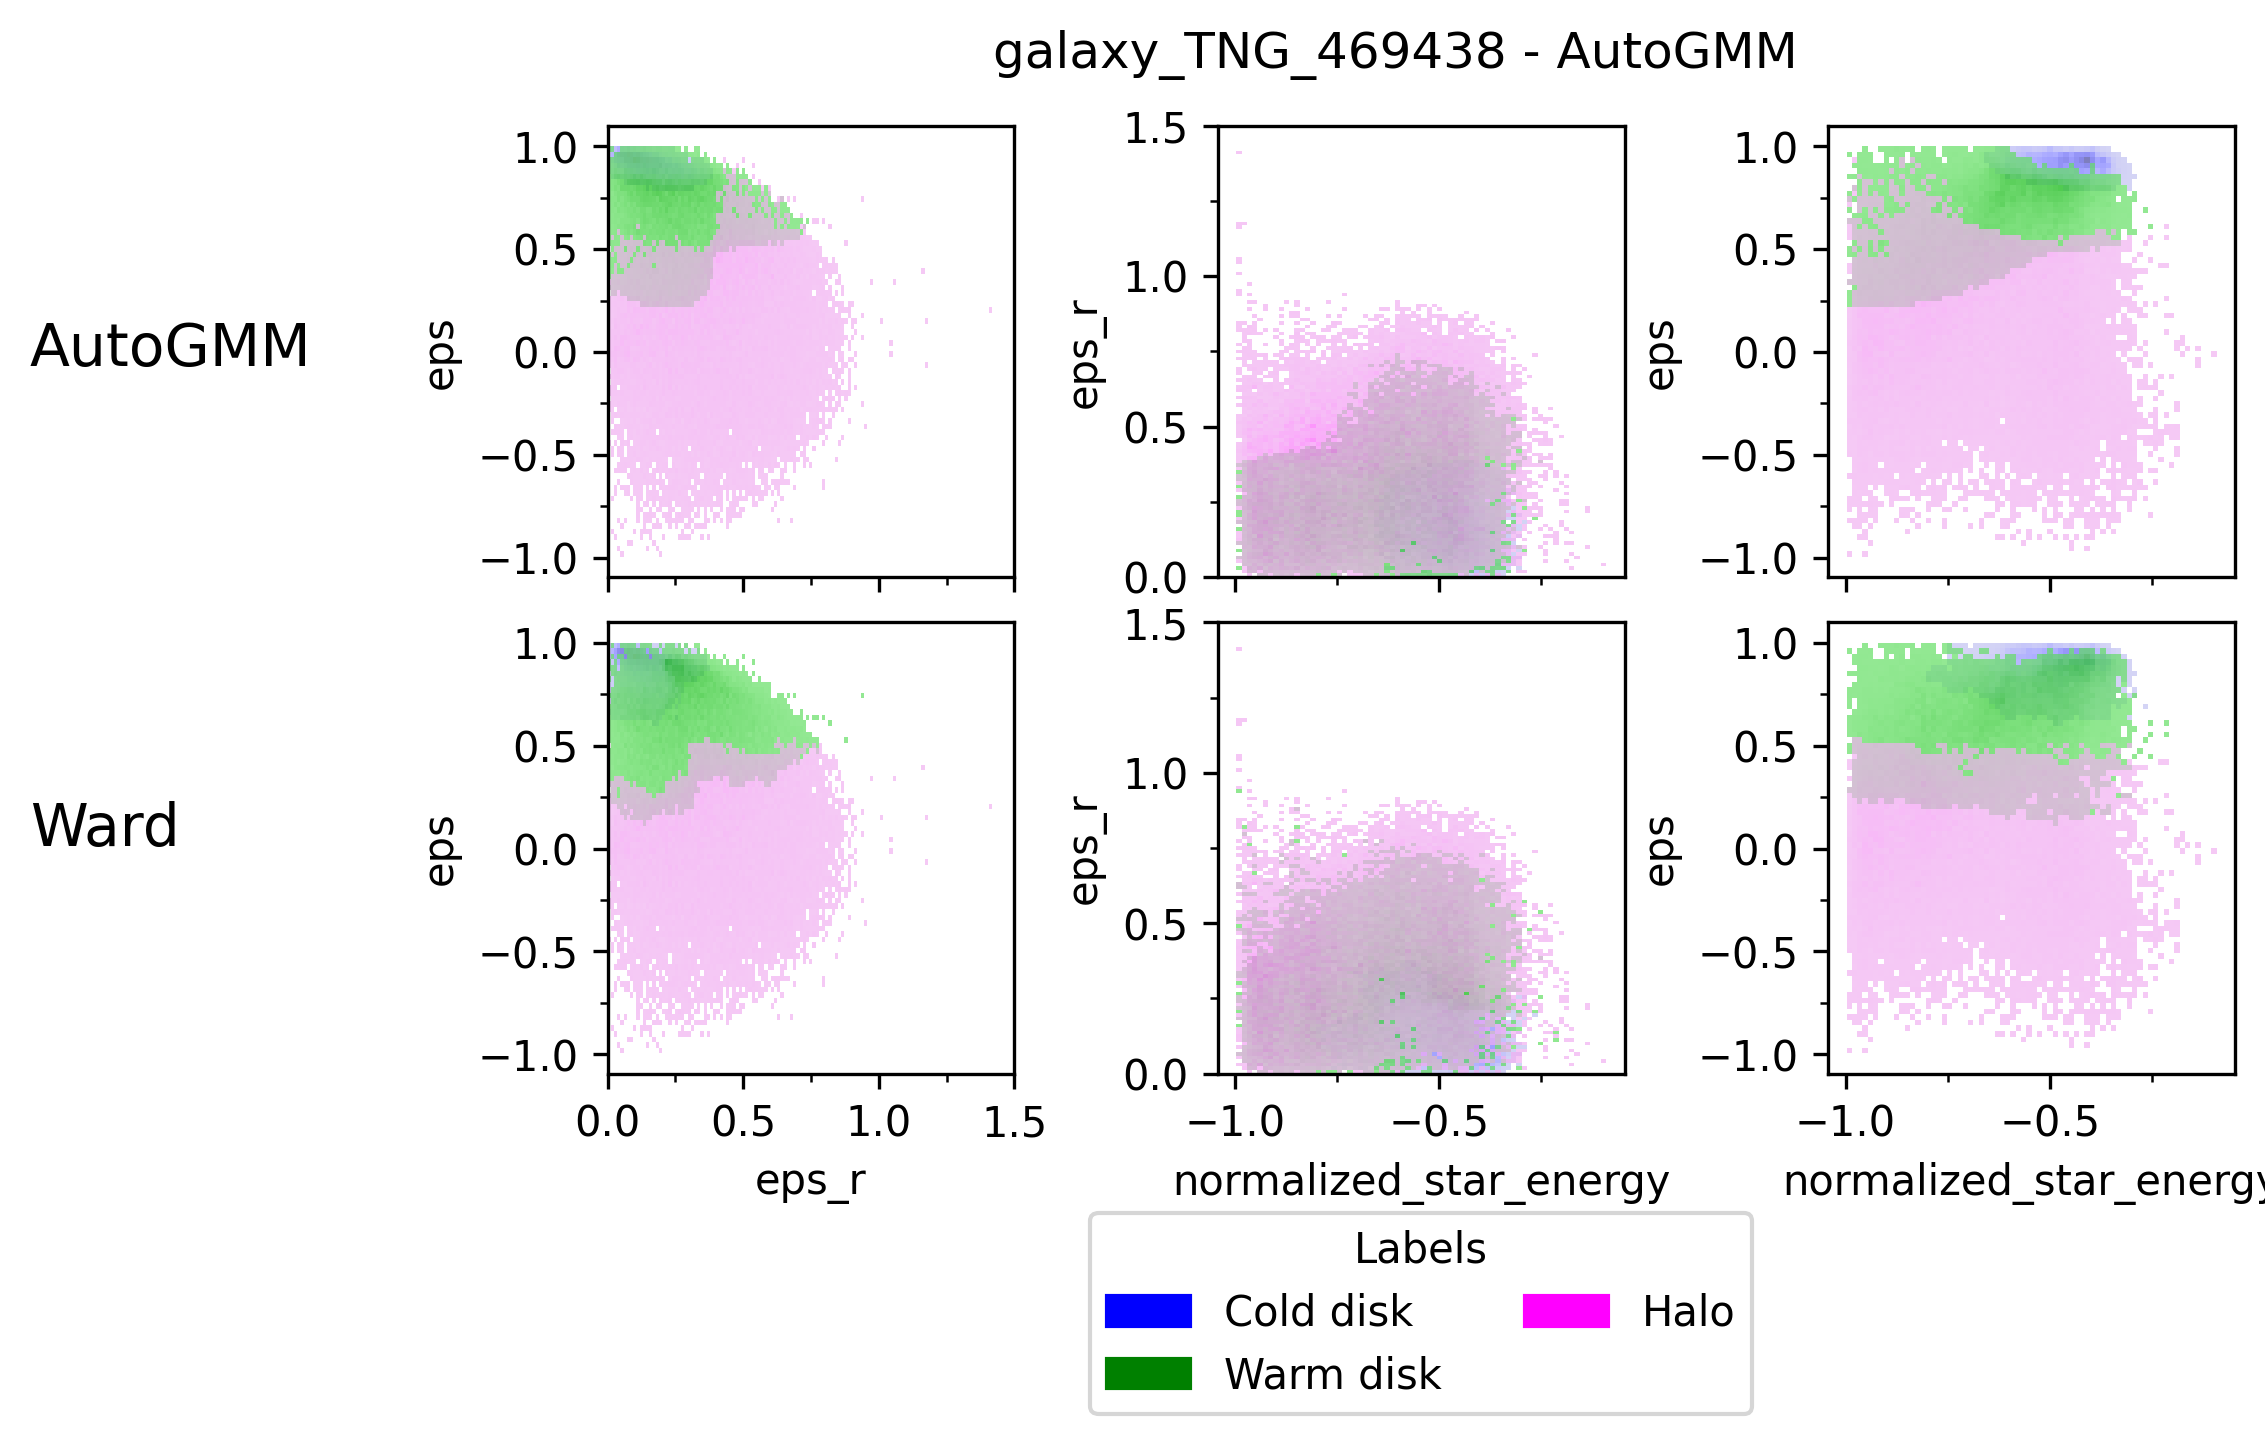 galaxy_TNG_469438 - AutoGMM
AutoGMM
eps
1.0
0.5
0.0
−0.5
−1.0
eps_r
1.5
1.0
0.5
0.0
eps
1.0
0.5
0.0
−0.5
−1.0
Ward
eps
1.0
0.5
0.0
−0.5
−1.0
0.0 0.5 1.0 1.5
eps_r
eps_r
1.5
1.0
0.5
0.0
−1.0 −0.5
normalized_star_energy
eps
1.0
0.5
0.0
−0.5
−1.0
−1.0 −0.5
normalized_star_energy
Labels
Cold disk
Warm disk
Halo